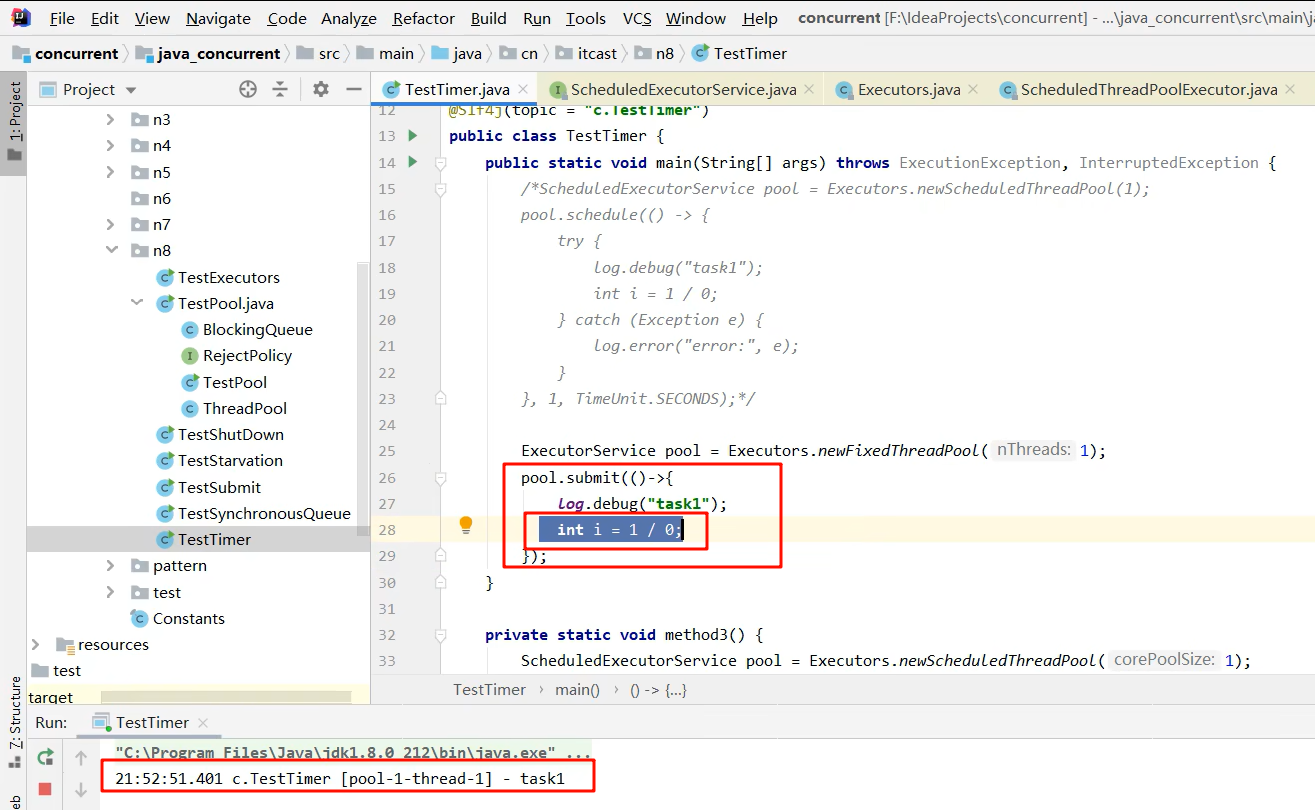 File Edit View Navigate Code Analyze Refactor Build Run Tools VCS Window Help concurrent [F:\IdeaProjects\concurrent] - ...\java_concurrent\src\main\j
concurrent java_concurrent src main java cn itcast n8 TestTimer
1: Project
Project
TestTimer.java ScheduledExecutorService.java Executors.java ScheduledThreadPoolExecutor.java
n3
n4
n5
n6
n7
n8
TestExecutors
TestPool.java
BlockingQueue
RejectPolicy
TestPool
ThreadPool
TestShutDown
TestStarvation
TestSubmit
TestSynchronousQueue
TestTimer
pattern
test
Constants
resources
test
target
12 @Slf4j(topic = "c.TestTimer")
13 public class TestTimer {
14 public static void main(String[] args) throws ExecutionException, InterruptedException {
15 /*ScheduledExecutorService pool = Executors.newScheduledThreadPool(1);
16 pool.schedule(() -> {
17 try {
18 log.debug("task1");
19 int i = 1 / 0;
20 } catch (Exception e) {
21 log.error("error:", e);
22 }
23 }, 1, TimeUnit.SECONDS);*/
24
25 ExecutorService pool = Executors.newFixedThreadPool( nThreads: 1);
26 pool.submit(()->{
27 log.debug("task1");
28 int i = 1 / 0;
29 });
30 }
31
32 private static void method3() {
33 ScheduledExecutorService pool = Executors.newScheduledThreadPool( corePoolSize: 1);
TestTimer › main() › () -> {...}
7: Structure
Run: TestTimer
"C:\Program Files\Java\jdk1.8.0_212\bin\java.exe" ...
21:52:51.401 c.TestTimer [pool-1-thread-1] - task1